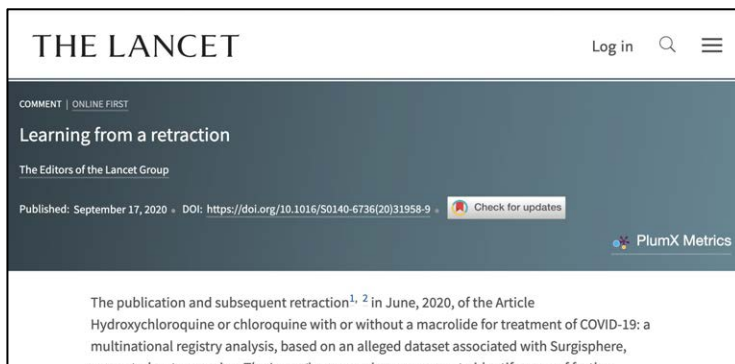 THE LANCET
Log in
COMMENT | ONLINE FIRST
Learning from a retraction
The Editors of the Lancet Group
Published: September 17, 2020 • DOI: https://doi.org/10.1016/S0140-6736(20)31958-9 •
Check for updates
PlumX Metrics
The publication and subsequent retraction1, 2 in June, 2020, of the Article
Hydroxychloroquine or chloroquine with or without a macrolide for treatment of COVID-19: a
multinational registry analysis, based on an alleged dataset associated with Surgisphere,